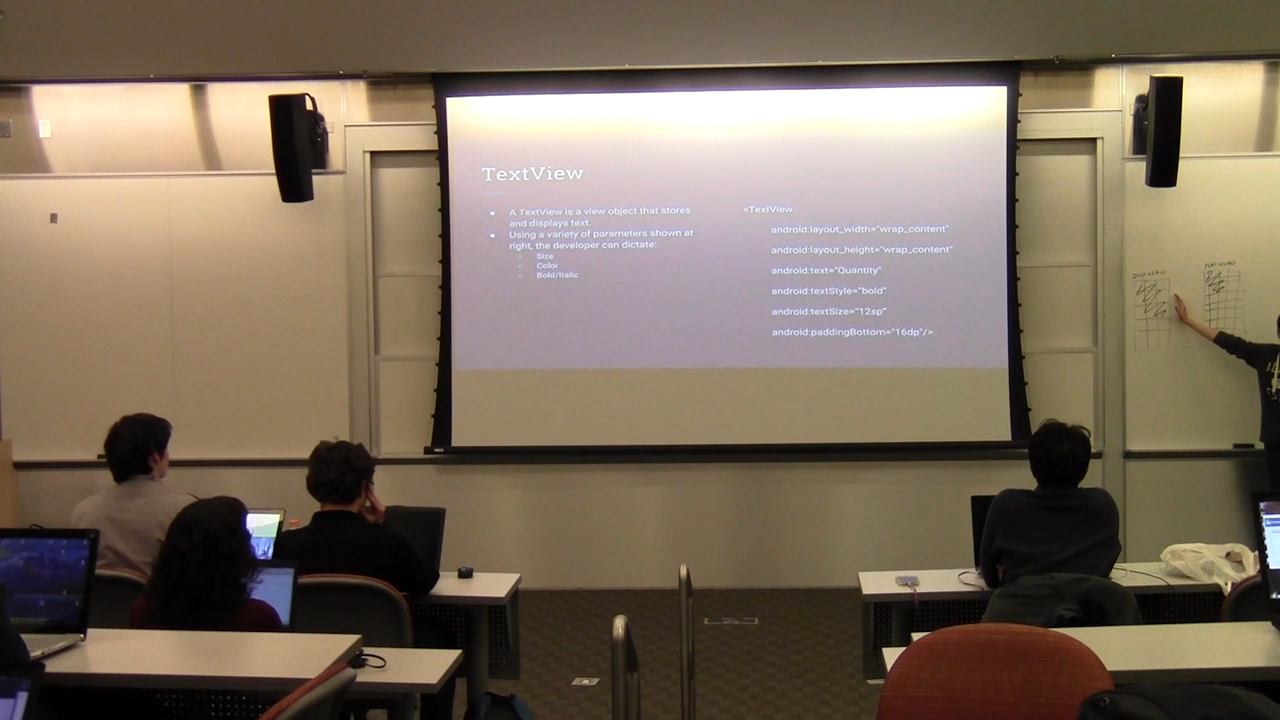 TextView
A TextView is a view object that stores
and displays text.
Using a variety of parameters shown at
right, the developer can dictate:
Size
Color
Bold/Italic
<TextView
android:layout_width="wrap_content"
android:layout_height="wrap_content"
android:text="Quantity"
android:textStyle="bold"
android:textSize="12sp"
android:paddingBottom="16dp"/>